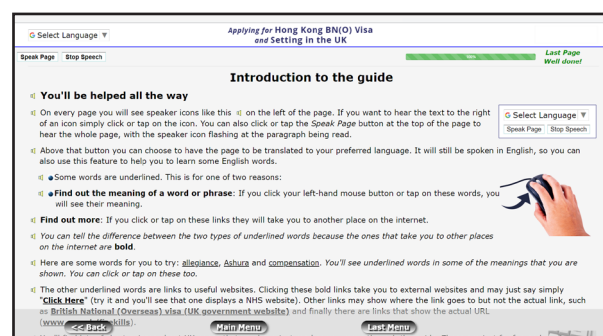 G Select Language ▼
Applying for Hong Kong BN(O) Visa
and Setting in the UK
Speak Page Stop Speech
Last Page
Well done!
Introduction to the guide
You'll be helped all the way
On every page you will see speaker icons like this on the left of the page. If you want to hear the text to the right
of an icon simply click or tap on the icon. You can also click or tap the Speak Page button at the top of the page to
hear the whole page, with the speaker icon flashing at the paragraph being read.
G Select Language ▼
Speak Page Stop Speech
Above that button you can choose to have the page to be translated to your preferred language. It will still be spoken in English, so you can
also use this feature to help you to learn some English words.
Some words are underlined. This is for one of two reasons:
Find out the meaning of a word or phrase: If you click your left-hand mouse button or tap on these words, you
will see their meaning.
Find out more: If you click or tap on these links they will take you to another place on the internet.
You can tell the difference between the two types of underlined words because the ones that take you to other places
on the internet are bold.
Here are some words for you to try: allegiance, Ashura and compensation. You'll see underlined words in some of the meanings that you are
shown. You can click or tap on these too.
The other underlined words are links to useful websites. Clicking these bold links take you to external websites and may just say simply
"Click Here" (try it and you'll see that one displays a NHS website). Other links may show where the link goes to but not the actual link, such
as British National (Overseas) visa (UK government website) and finally there are links that show the actual URL
<< Back Main Menu Last Menu